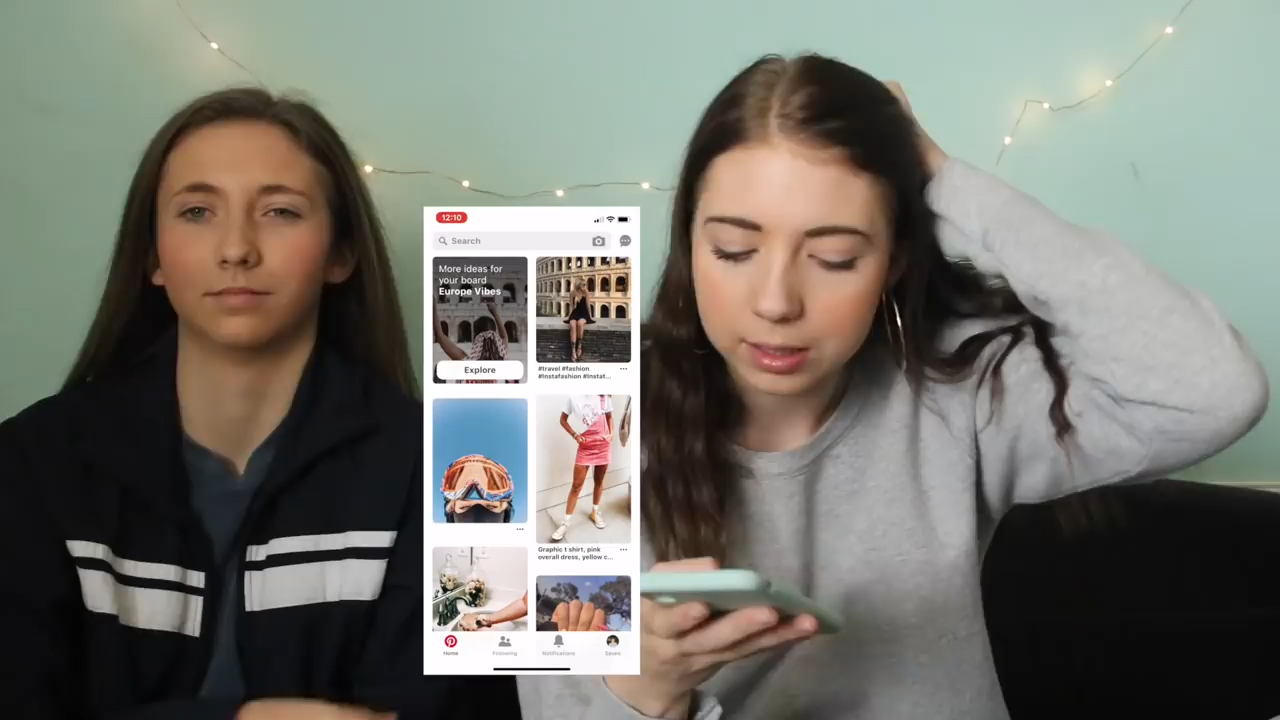 12:10
Search
More ideas for
your board
Europe Vibes
Explore
#travel #fashion
#Instafashion #Instat...
Graphic t shirt, pink
overall dress, yellow c...
Home
Following
Notifications
Saved